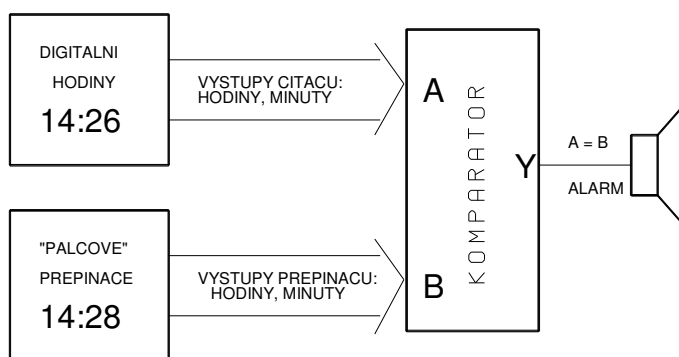 DIGITALNI
HODINY
14:26
VYSTUPY CITACU:
HODINY, MINUTY
A
KOMPARATOR
Y
A = B
ALARM
"PALCOVE"
PREPINACE
14:28
VYSTUPY PREPINACU:
HODINY, MINUTY
B